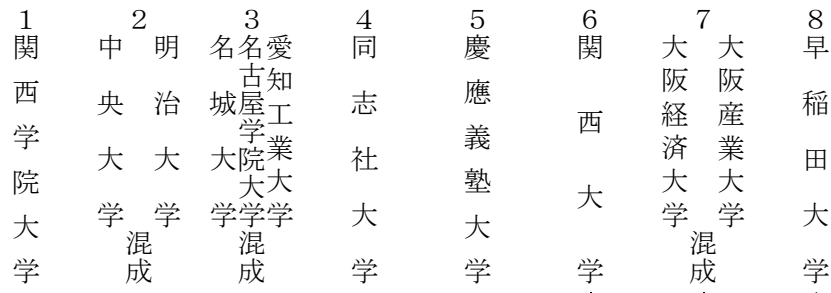 1 2 3 4 5 6 7 8
関西学院大学
中央大学
明治大学
混成
名城大学
名古屋学院大学
愛知工業大学
混成
同志社大学
慶應義塾大学
関西大学
大阪経済大学
大阪産業大学
混成
早稲田大学